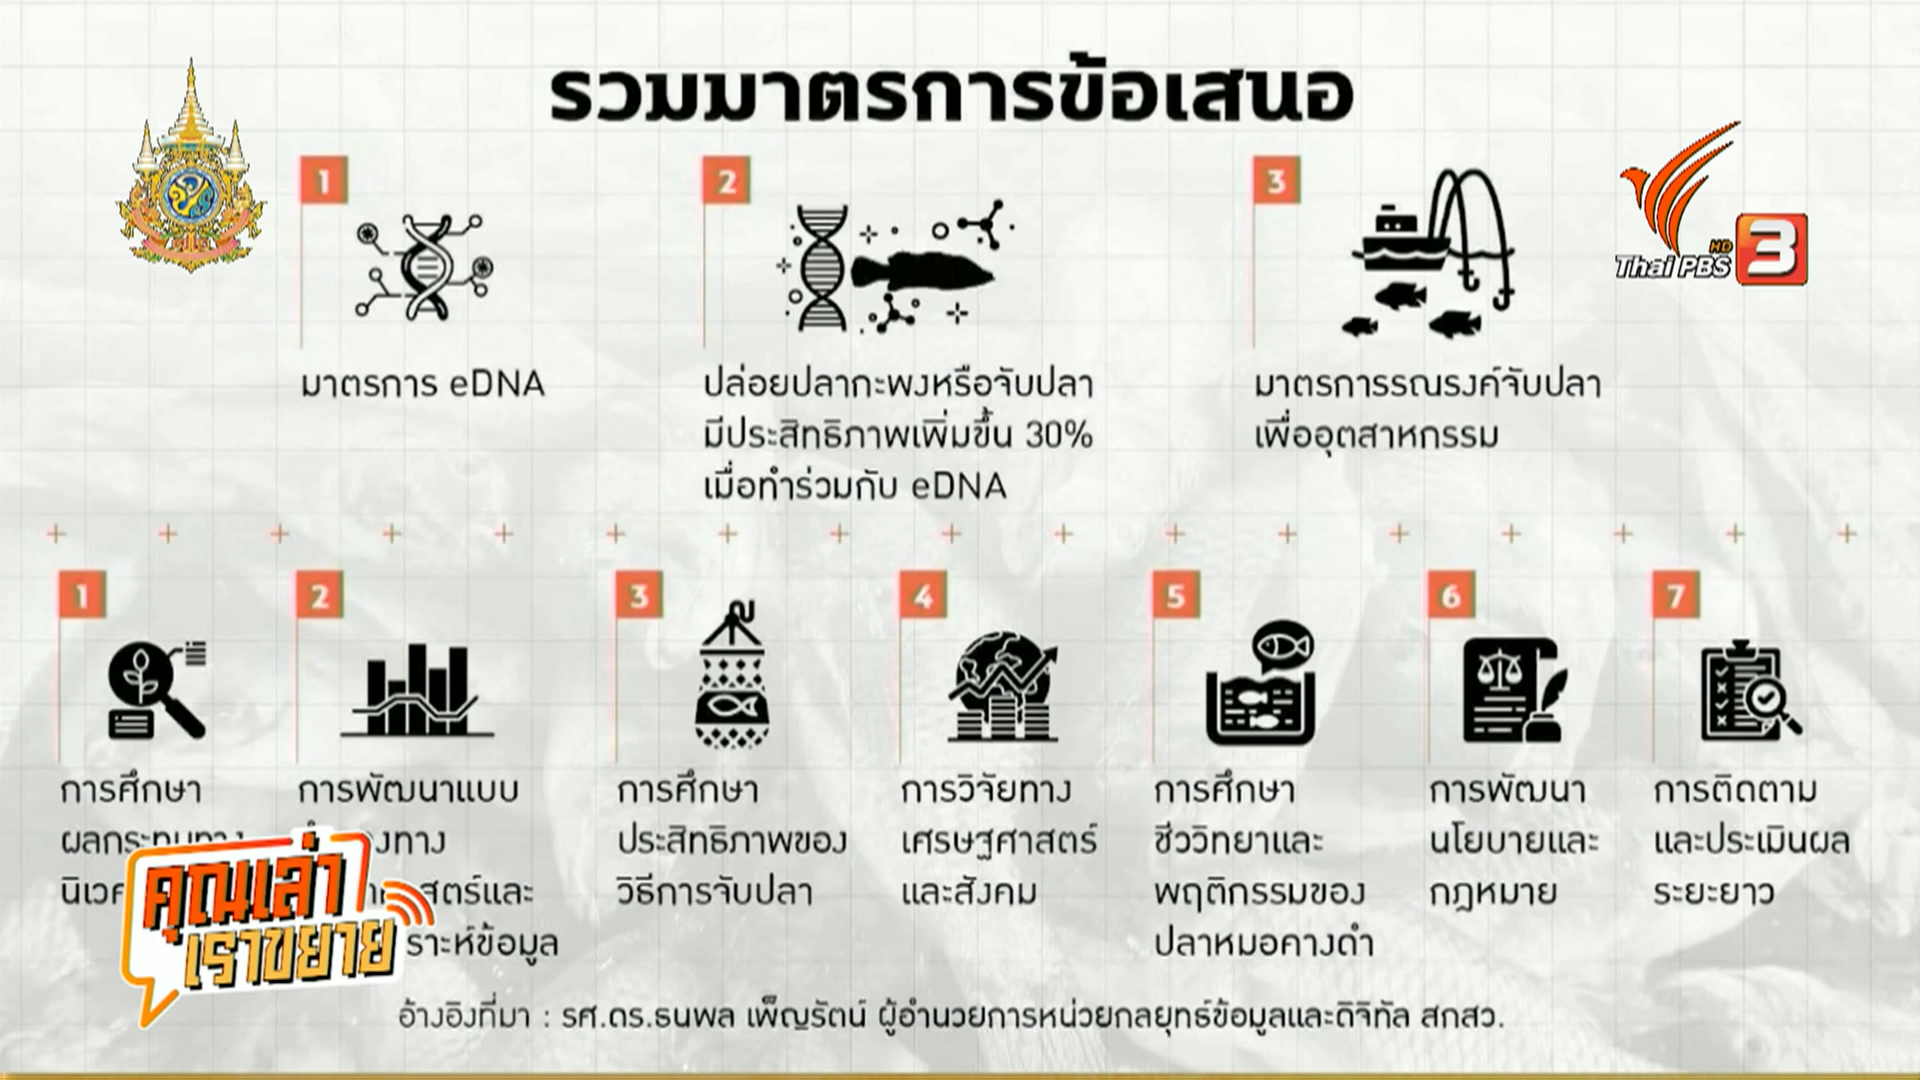 รวมมาตรการข้อเสนอ
1
2
3
Thai PBS HD 3
มาตรการ eDNA
ปล่อยปลากะพงหรือจับปลา
มีประสิทธิภาพเพิ่มขึ้น 30%
เมื่อทำร่วมกับ eDNA
มาตรการรณรงค์จับปลา
เพื่ออุตสาหกรรม
1
การศึกษา
ผลกระทบทาง
2
การพัฒนาแบบ
ราะห์ข้อมูล
3
การศึกษา
ประสิทธิภาพของ
วิธีการจับปลา
4
การวิจัยทาง
เศรษฐศาสตร์
และสังคม
5
การศึกษา
ชีววิทยาและ
พฤติกรรมของ
ปลาหมอคางดำ
6
การพัฒนา
นโยบายและ
กฎหมาย
7
การติดตาม
และประเมินผล
ระยะยาว
คุณเล่า
เราขยาย
อ้างอิงที่มา : รศ.ดร.ธนพล เพ็ญรัตน์ ผู้อำนวยการหน่วยกลยุทธ์ข้อมูลและดิจิทัล สกสว.